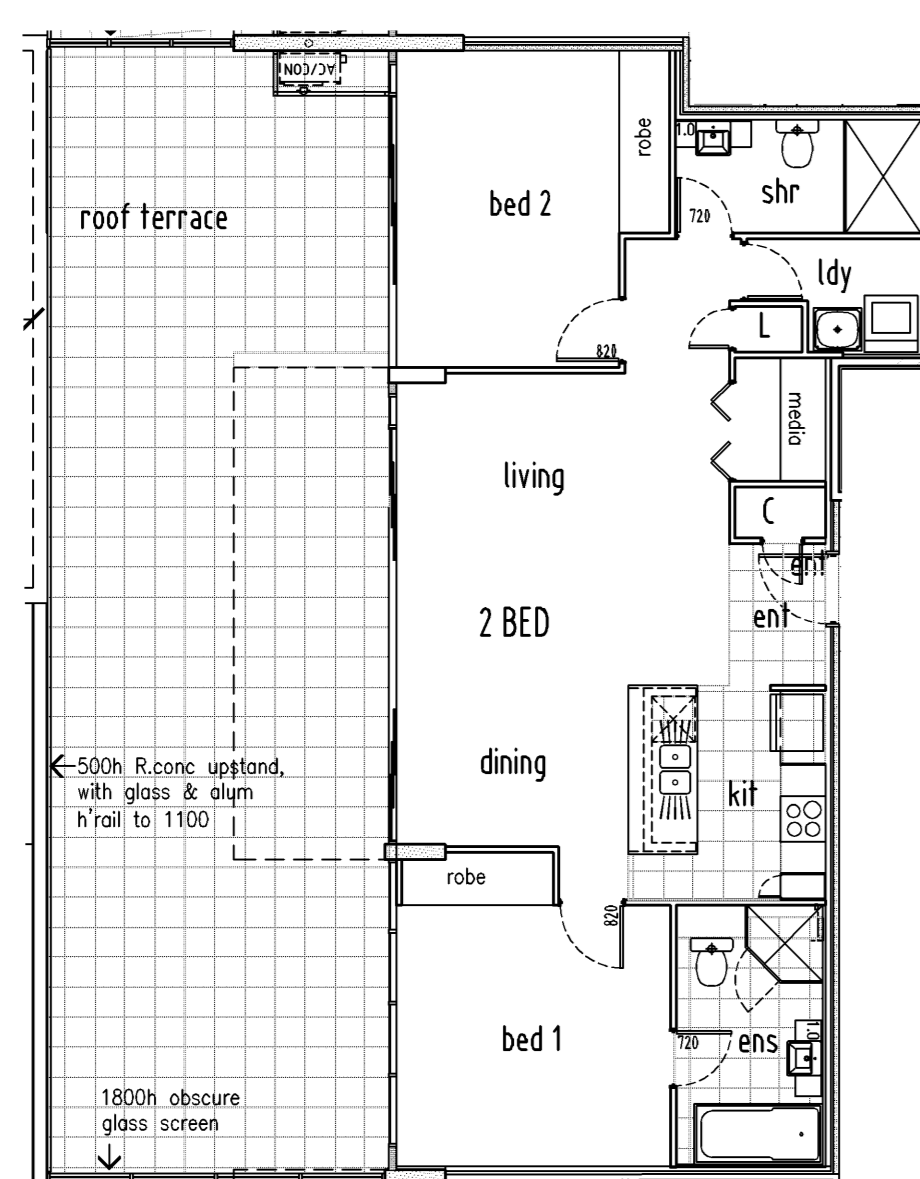 AC/CON
robe
1.0
shr
bed 2
roof terrace
720
ldy
L
820
media
living
C
ent
ent
2 BED
dining
500h R.conc upstand,
with glass & alum
h'rail to 1100
kit
robe
820
bed 1
720
ens
1.0
1800h obscure
glass screen